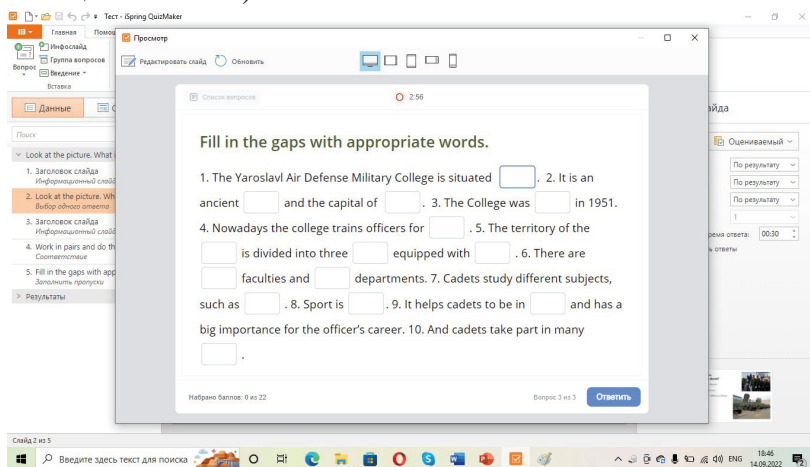 Тест - iSpring QuizMaker
Главная
Вопрос
Инфослайд
Группа вопросов
Введение
Вставка
Просмотр
Редактировать слайд
Обновить
Данные
Поиск
Look at the picture. What i
1. Заголовок слайда
Информационный слайд
2. Look at the picture. Wh
Выбор одного ответа
3. Заголовок слайда
Информационный слайд
4. Work in pairs and do th
Соответствие
5. Fill in the gaps with app
Заполнить пропуски
Результаты
Список вопросов
2:56
Fill in the gaps with appropriate words.
1. The Yaroslavl Air Defense Military College is situated . 2. It is an
ancient and the capital of . 3. The College was in 1951.
4. Nowadays the college trains officers for . 5. The territory of the
is divided into three equipped with . 6. There are
faculties and departments. 7. Cadets study different subjects,
such as . 8. Sport is . 9. It helps cadets to be in and has a
big importance for the officer's career. 10. And cadets take part in many
.
Набрано баллов: 0 из 22
Вопрос 3 из 3
Ответить
айда
Оцениваемый
По результату
По результату
По результату
1
ремя ответа: 00:30
ь ответы
Слайд 2 из 5
Введите здесь текст для поиска
ENG
18:46
14.09.2022